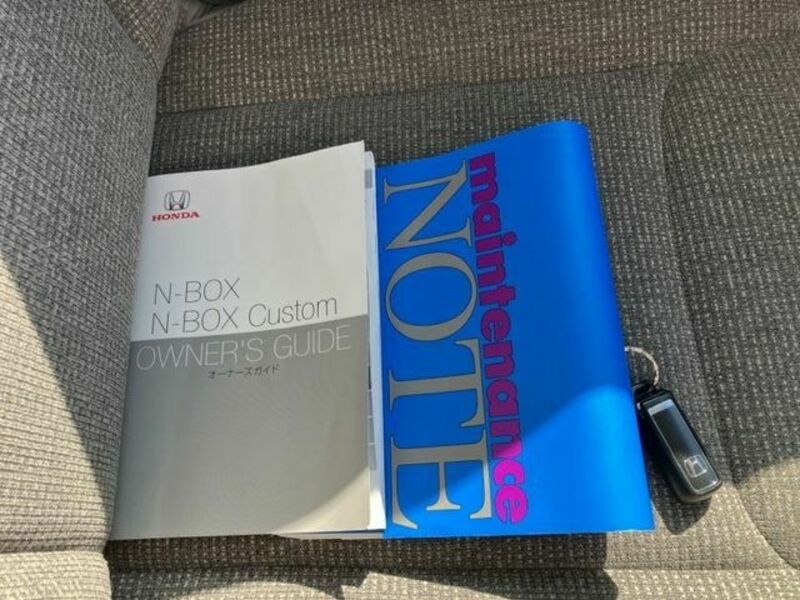 HONDA
N-BOX
N-BOX Custom
OWNER'S GUIDE
オーナーズガイド
maintenance
NOTE